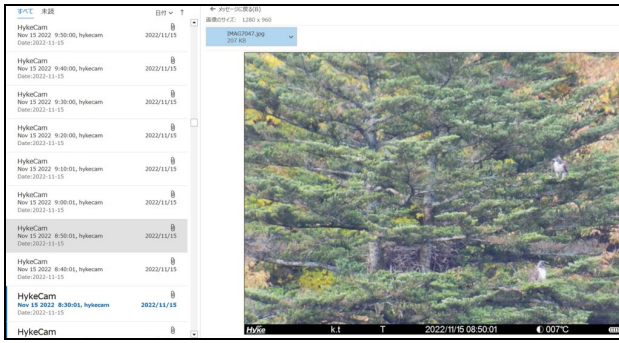 すべて 未読 日付 ↑
HykeCam
Nov 15 2022 9:50:00, hykecam 2022/11/15
Date:2022-11-15
HykeCam
Nov 15 2022 9:40:00, hykecam 2022/11/15
Date:2022-11-15
HykeCam
Nov 15 2022 9:30:00, hykecam 2022/11/15
Date:2022-11-15
HykeCam
Nov 15 2022 9:20:00, hykecam 2022/11/15
Date:2022-11-15
HykeCam
Nov 15 2022 9:10:01, hykecam 2022/11/15
Date:2022-11-15
HykeCam
Nov 15 2022 9:00:01, hykecam 2022/11/15
Date:2022-11-15
HykeCam
Nov 15 2022 8:50:01, hykecam 2022/11/15
Date:2022-11-15
HykeCam
Nov 15 2022 8:40:01, hykecam 2022/11/15
Date:2022-11-15
HykeCam
Nov 15 2022 8:30:01, hykecam 2022/11/15
Date:2022-11-15
HykeCam
← メッセージに戻る(B)
画像のサイズ: 1280 x 960
IMAG7047.jpg
207 KB
Hyke k.t T 2022/11/15 08:50:01 007℃